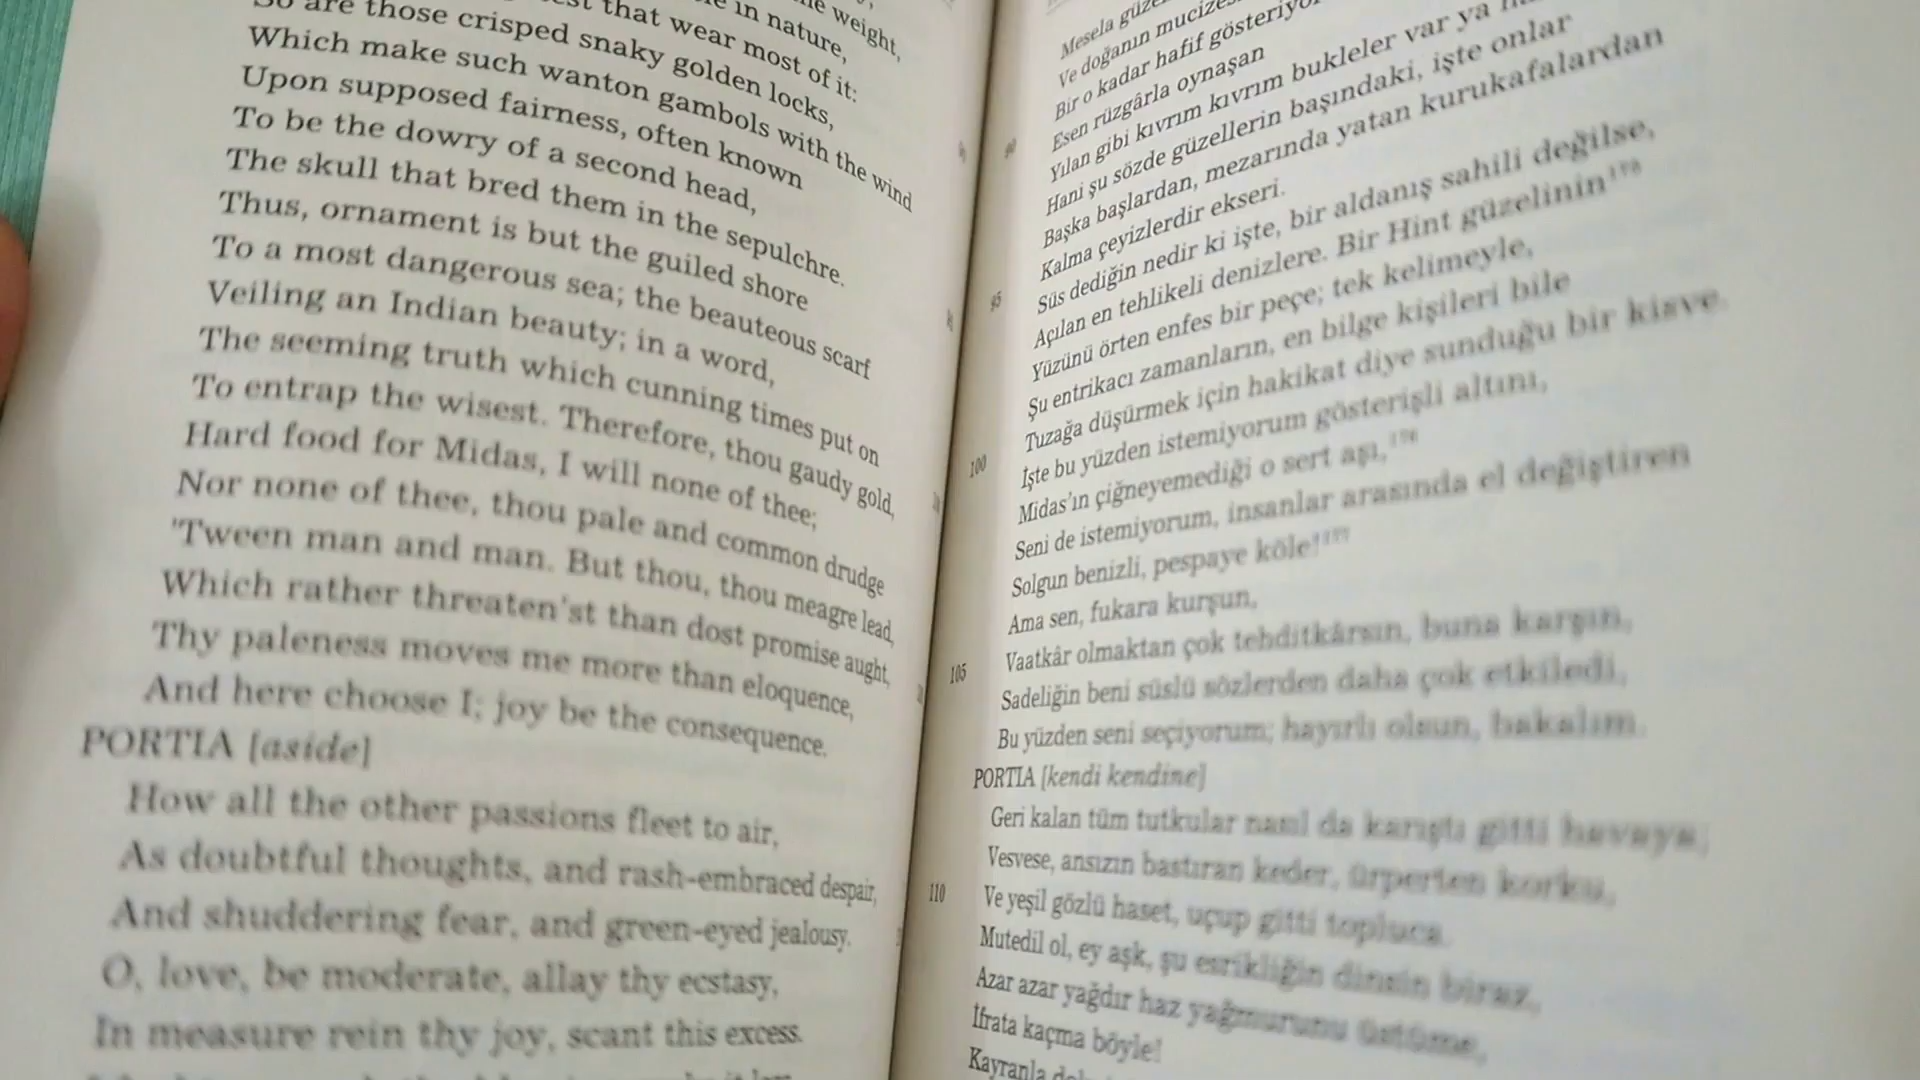 weight,
in nature,
that wear most of it:
So are those crisped snaky golden locks,
Which make such wanton gambols with the wind
Upon supposed fairness, often known
To be the dowry of a second head,
The skull that bred them in the sepulchre.
Thus, ornament is but the guiled shore
To a most dangerous sea; the beauteous scarf
Veiling an Indian beauty; in a word,
The seeming truth which cunning times put on
To entrap the wisest. Therefore, thou gaudy gold,
Hard food for Midas, I will none of thee;
Nor none of thee, thou pale and common drudge
'Tween man and man. But thou, thou meagre lead,
Which rather threaten'st than dost promise aught,
Thy paleness moves me more than eloquence,
And here choose I; joy be the consequence.
PORTIA [aside]
How all the other passions fleet to air,
As doubtful thoughts, and rash-embraced despair,
And shuddering fear, and green-eyed jealousy.
O, love, be moderate, allay thy ecstasy,
In measure rein thy joy, scant this excess.
Mesela
Ve doğanın
Bir o kadar hafif
Esen rüzgârla oynaşan
Yılan gibi kıvrım kıvrım bukleler var ya
Hani şu sözde güzellerin başındaki, işte onlar
Başka başlardan, mezarında yatan kurukafalardan
Kalma çeyizlerdir ekseri.
95
Süs dediğin nedir ki işte, bir aldanış sahili değilse,
Açılan en tehlikeli denizlere. Bir Hint güzelinin
Yüzünü örten enfes bir peçe; tek kelimeyle,
Şu entrikacı zamanların, en bilge kişileri bile
Tuzağa düşürmek için hakikat diye sunduğu bir kisve.
100
İşte bu yüzden istemiyorum gösterişli altını,
Midas'ın çiğneyemediği o sert aşı,
Seni de istemiyorum, insanlar arasında el değiştiren
Solgun benizli, pespaye köle!
Ama sen, fukara kurşun,
105
Vaatkâr olmaktan çok tehditkârsın, buna karşın,
Sadeliğin beni süslü sözlerden daha çok etkiledi,
Bu yüzden seni seçiyorum; hayırlı olsun, bakalım.
PORTIA [kendi kendine]
Geri kalan tüm tutkular nasıl da karıştı gitti havaya;
Vesvese, ansızın bastıran keder, ürperten korku,
110
Ve yeşil gözlü haset, uçup gitti topluca.
Mutedil ol, ey aşk, şu esrikliğin dinsin biraz,
Azar azar yağdır haz yağmurunu üstüme,
İfrata kaçma böyle!
Kayranla